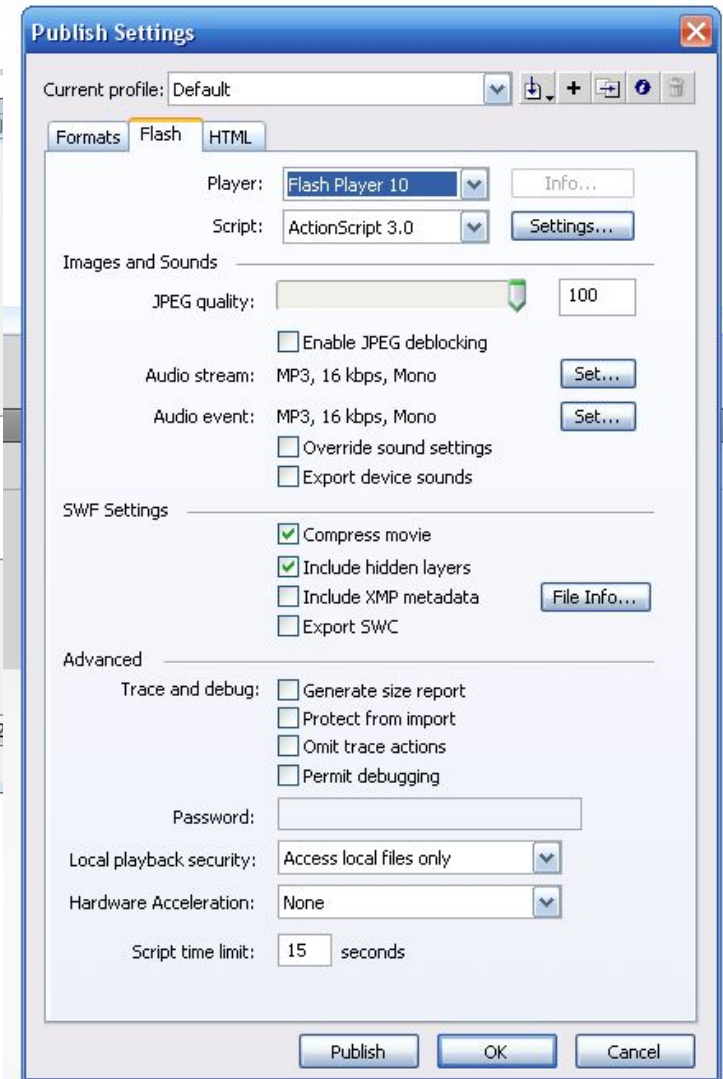 Publish Settings
Current profile: Default
Formats Flash HTML
Player: Flash Player 10 Info...
Script: ActionScript 3.0 Settings...
Images and Sounds
JPEG quality: 100
Enable JPEG deblocking
Audio stream: MP3, 16 kbps, Mono Set...
Audio event: MP3, 16 kbps, Mono Set...
Override sound settings
Export device sounds
SWF Settings
Compress movie
Include hidden layers
Include XMP metadata File Info...
Export SWC
Advanced
Trace and debug: Generate size report
Protect from import
Omit trace actions
Permit debugging
Password:
Local playback security: Access local files only
Hardware Acceleration: None
Script time limit: 15 seconds
Publish OK Cancel